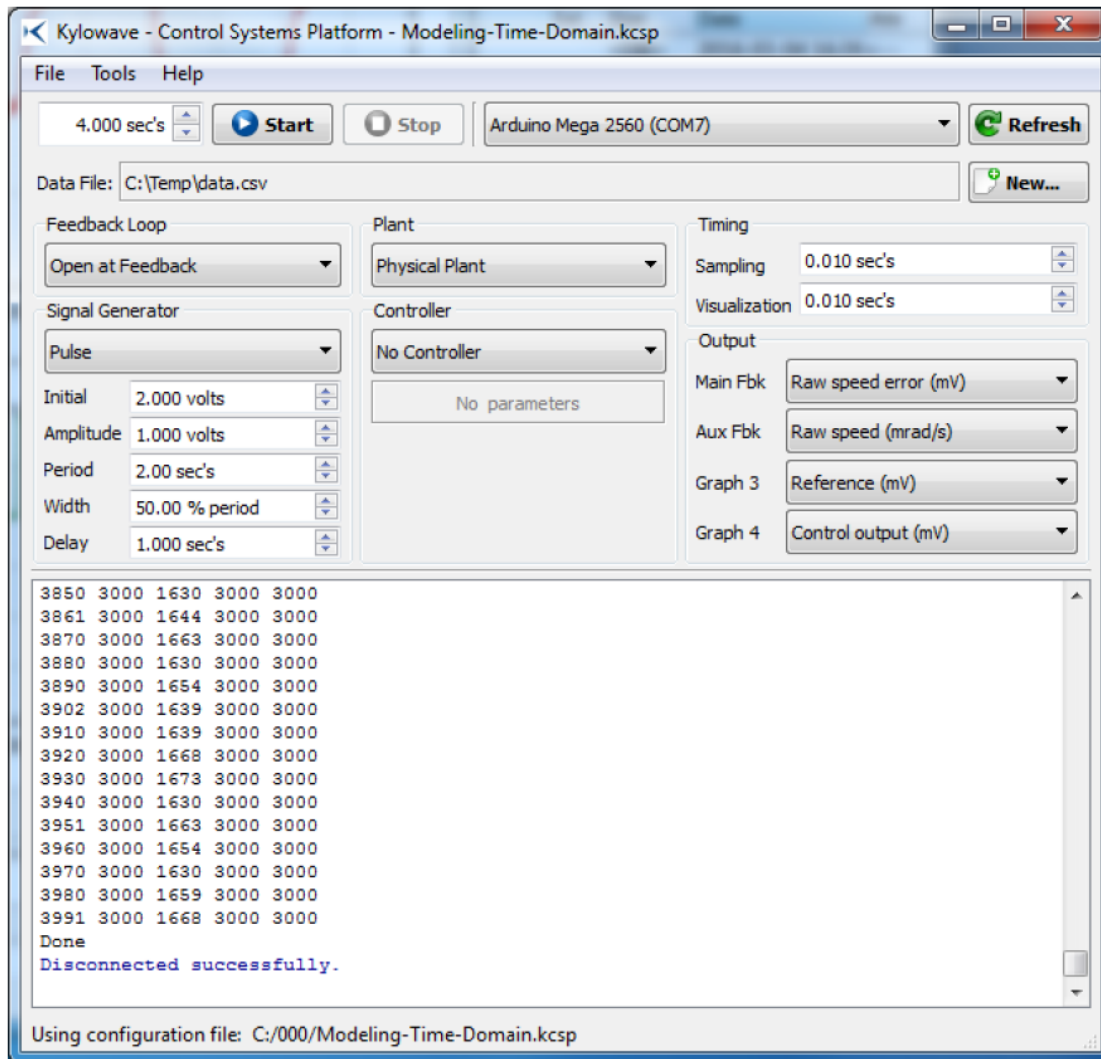 Kylowave - Control Systems Platform - Modeling-Time-Domain.kcsp
File Tools Help
4.000 sec's Start Stop Arduino Mega 2560 (COM7) Refresh
Data File: C:\Temp\data.csv New...
Feedback Loop
Open at Feedback
Signal Generator
Pulse
Initial 2.000 volts
Amplitude 1.000 volts
Period 2.00 sec's
Width 50.00 % period
Delay 1.000 sec's
Plant
Physical Plant
Controller
No Controller
No parameters
Timing
Sampling 0.010 sec's
Visualization 0.010 sec's
Output
Main Fbk Raw speed error (mV)
Aux Fbk Raw speed (mrad/s)
Graph 3 Reference (mV)
Graph 4 Control output (mV)
3850 3000 1630 3000 3000
3861 3000 1644 3000 3000
3870 3000 1663 3000 3000
3880 3000 1630 3000 3000
3890 3000 1654 3000 3000
3902 3000 1639 3000 3000
3910 3000 1639 3000 3000
3920 3000 1668 3000 3000
3930 3000 1673 3000 3000
3940 3000 1630 3000 3000
3951 3000 1663 3000 3000
3960 3000 1654 3000 3000
3970 3000 1630 3000 3000
3980 3000 1659 3000 3000
3991 3000 1668 3000 3000
Done
Disconnected successfully.
Using configuration file: C:/000/Modeling-Time-Domain.kcsp